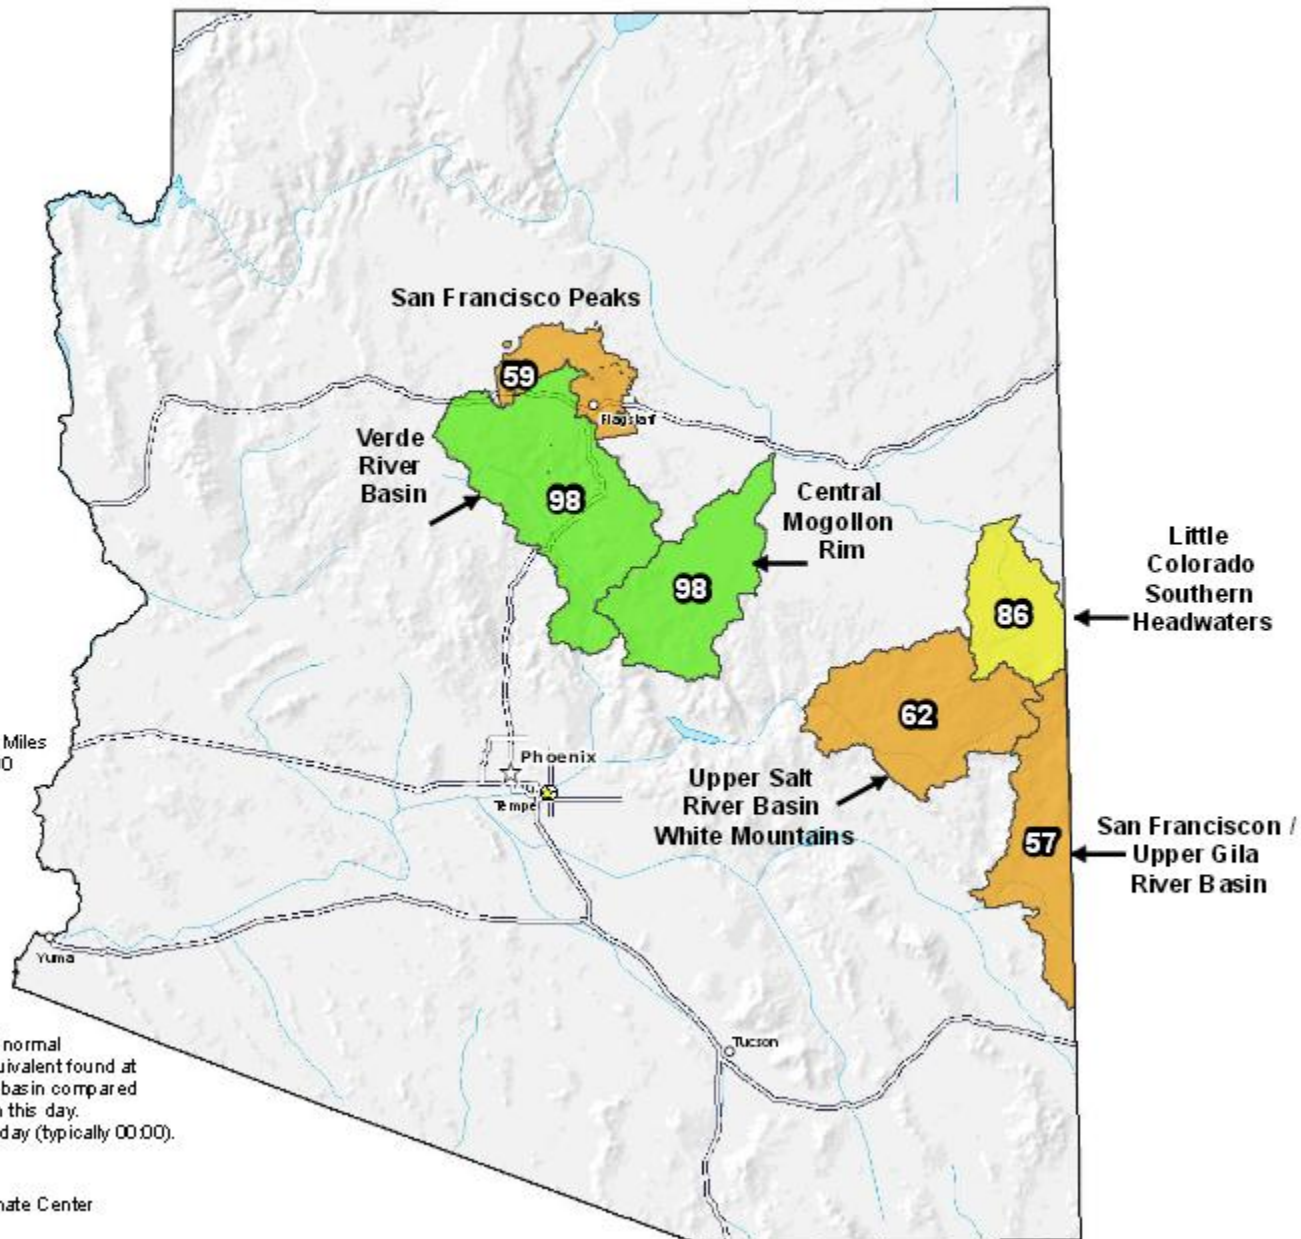 San Francisco Peaks
59
Flagstaff
Verde
River
Basin
98
Central
Mogollon
Rim
98
Little
Colorado
Southern
Headwaters
86
62
Miles
0
Phoenix
Tempe
Upper Salt
River Basin
White Mountains
57
San Franciscon /
Upper Gila
River Basin
Yuma
Tucson
normal
uivalent found at
basin compared
this day.
day (typically 00:00).
nate Center